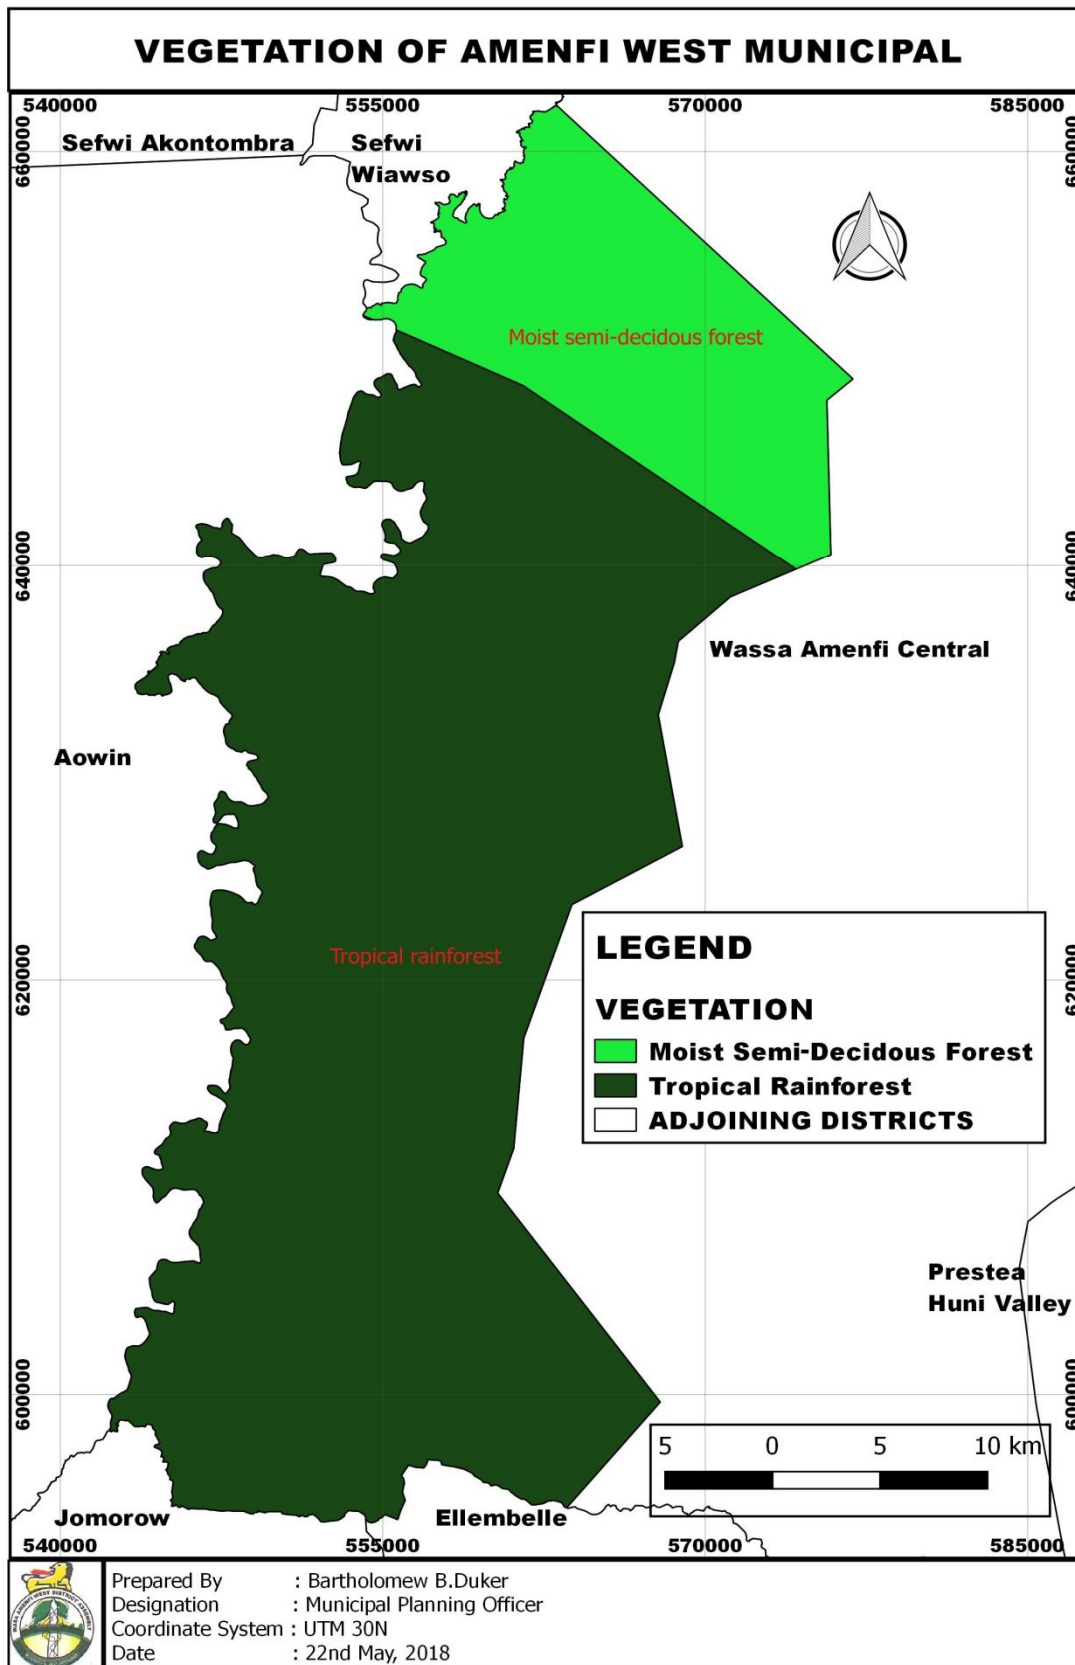 VEGETATION OF AMENFI WEST MUNICIPAL
540000
555000
570000
585000
660000
660000
Sefwi Akontombra
Sefwi
Wiawso
Moist semi-decidous forest
640000
640000
Wassa Amenfi Central
Aowin
Tropical rainforest
620000
620000
LEGEND
VEGETATION
Moist Semi-Decidous Forest
Tropical Rainforest
ADJOINING DISTRICTS
Prestea
Huni Valley
600000
600000
5 0 5 10 km
Jomorow
Ellembelle
540000
555000
570000
585000
Prepared By : Bartholomew B.Duker
Designation : Municipal Planning Officer
Coordinate System : UTM 30N
Date : 22nd May, 2018